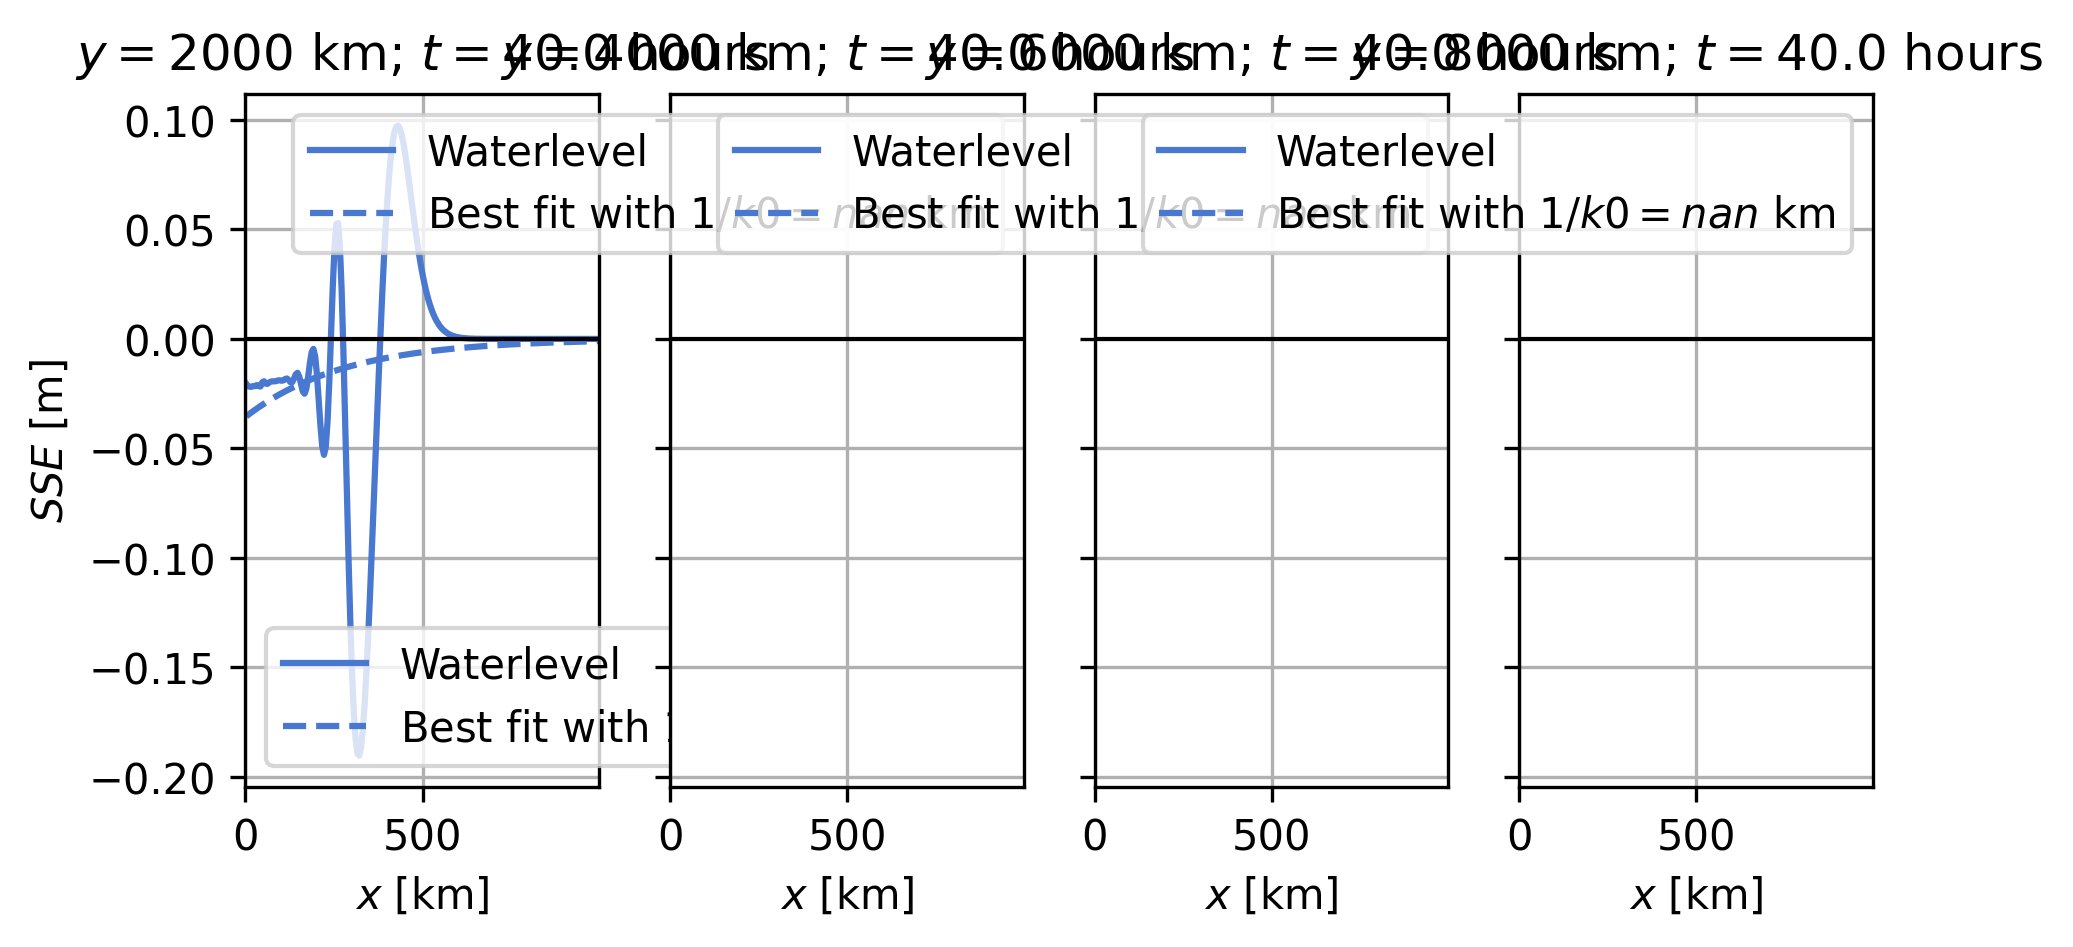 y = 2000 km; t = 40.0 hours
y = 4000 km; t = 40.0 hours
y = 6000 km; t = 40.0 hours
y = 8000 km; t = 40.0 hours
SSE [m]
0.10
0.05
0.00
−0.05
−0.10
−0.15
−0.20
Waterlevel
Best fit with 1
Waterlevel
Best fit with 1/k0 = nan km
Waterlevel
Best fit with 1/k0 = nan km
Waterlevel
Best fit with 1/k0 = nan km
0 500
0 500
0 500
0 500
x [km]
x [km]
x [km]
x [km]